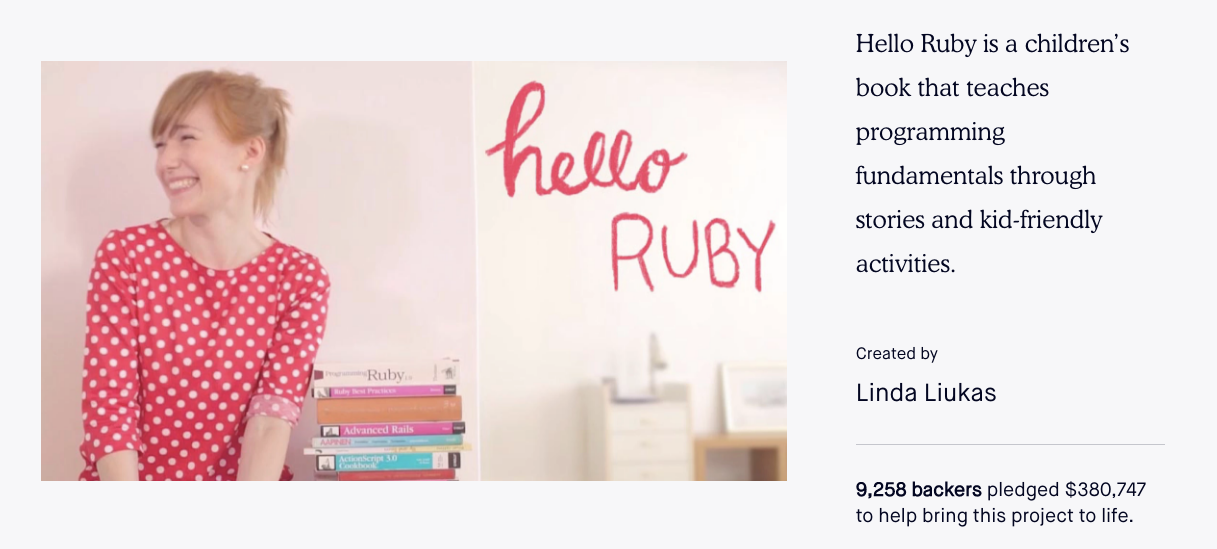 hello
RUBY
Programming Ruby
Ruby Best Practices
Advanced Rails
AAPINEN
ActionScript 3.0
Cookbook
Hello Ruby is a children’s
book that teaches
programming
fundamentals through
stories and kid-friendly
activities.
Created by
Linda Liukas
9,258 backers pledged $380,747
to help bring this project to life.